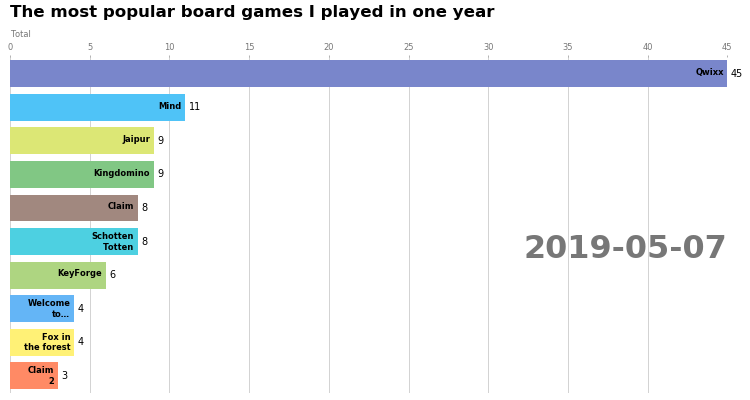 The most popular board games I played in one year
Total
0 5 10 15 20 25 30 35 40 45
Qwixx 45
Mind 11
Jaipur 9
Kingdomino 9
Claim 8
Schotten
Totten 8
KeyForge 6
Welcome
to... 4
Fox in
the forest 4
Claim
2 3
2019-05-07